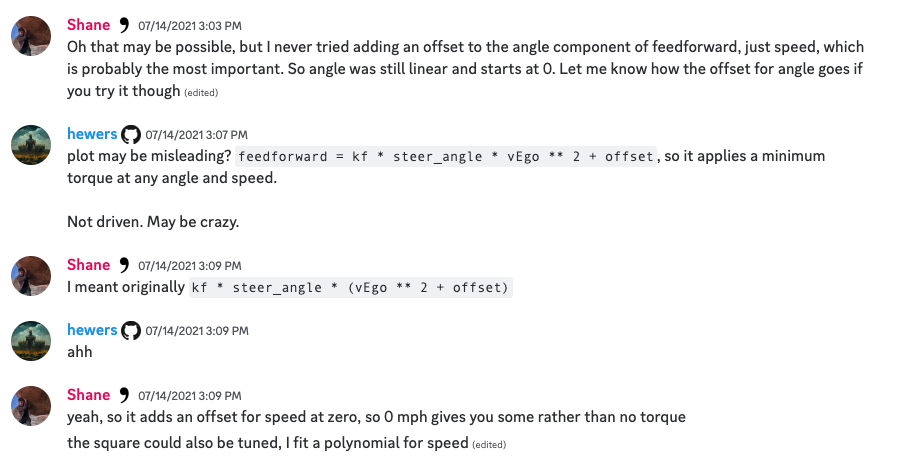 Shane 07/14/2021 3:03 PM
Oh that may be possible, but I never tried adding an offset to the angle component of feedforward, just speed, which
is probably the most important. So angle was still linear and starts at 0. Let me know how the offset for angle goes if
you try it though (edited)
hewers 07/14/2021 3:07 PM
plot may be misleading? feedforward = kf * steer_angle * vEgo ** 2 + offset, so it applies a minimum
torque at any angle and speed.
Not driven. May be crazy.
Shane 07/14/2021 3:09 PM
I meant originally kf * steer_angle * (vEgo ** 2 + offset)
hewers 07/14/2021 3:09 PM
ahh
Shane 07/14/2021 3:09 PM
yeah, so it adds an offset for speed at zero, so 0 mph gives you some rather than no torque
the square could also be tuned, I fit a polynomial for speed (edited)